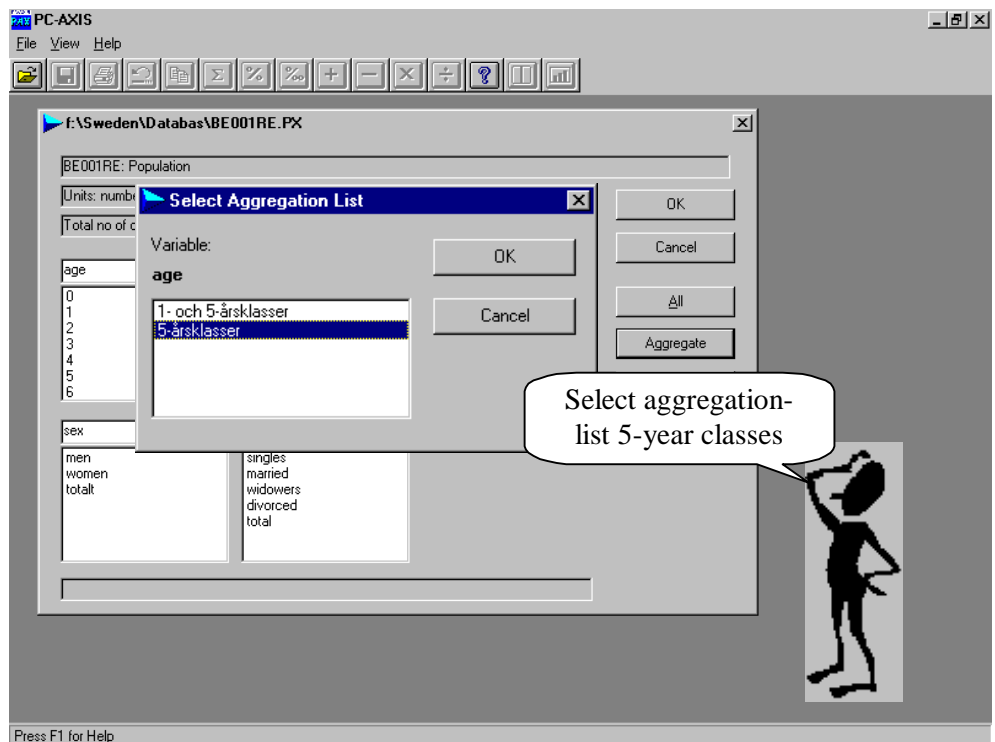 PC-AXIS
File View Help
Σ % ‰ + − × ÷ ?
f:\Sweden\Databas\BE001RE.PX
BE001RE: Population
Units: numbe
Total no of c
Select Aggregation List
Variable:
age
1- och 5-årsklasser
5-årsklasser
OK
Cancel
OK
Cancel
All
Aggregate
age
0
1
2
3
4
5
6
sex
men
women
totalt
singles
married
widowers
divorced
total
Select aggregation-
list 5-year classes
Press F1 for Help